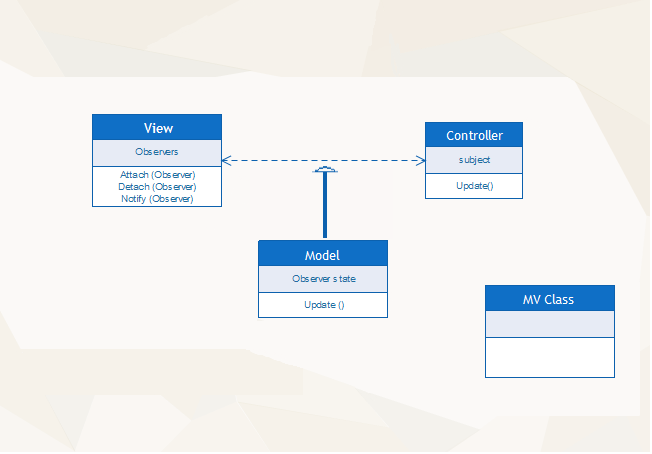 View
Observers
Attach (Observer)
Detach (Observer)
Notify (Observer)
Controller
subject
Update()
Model
Observer state
Update ()
MV Class